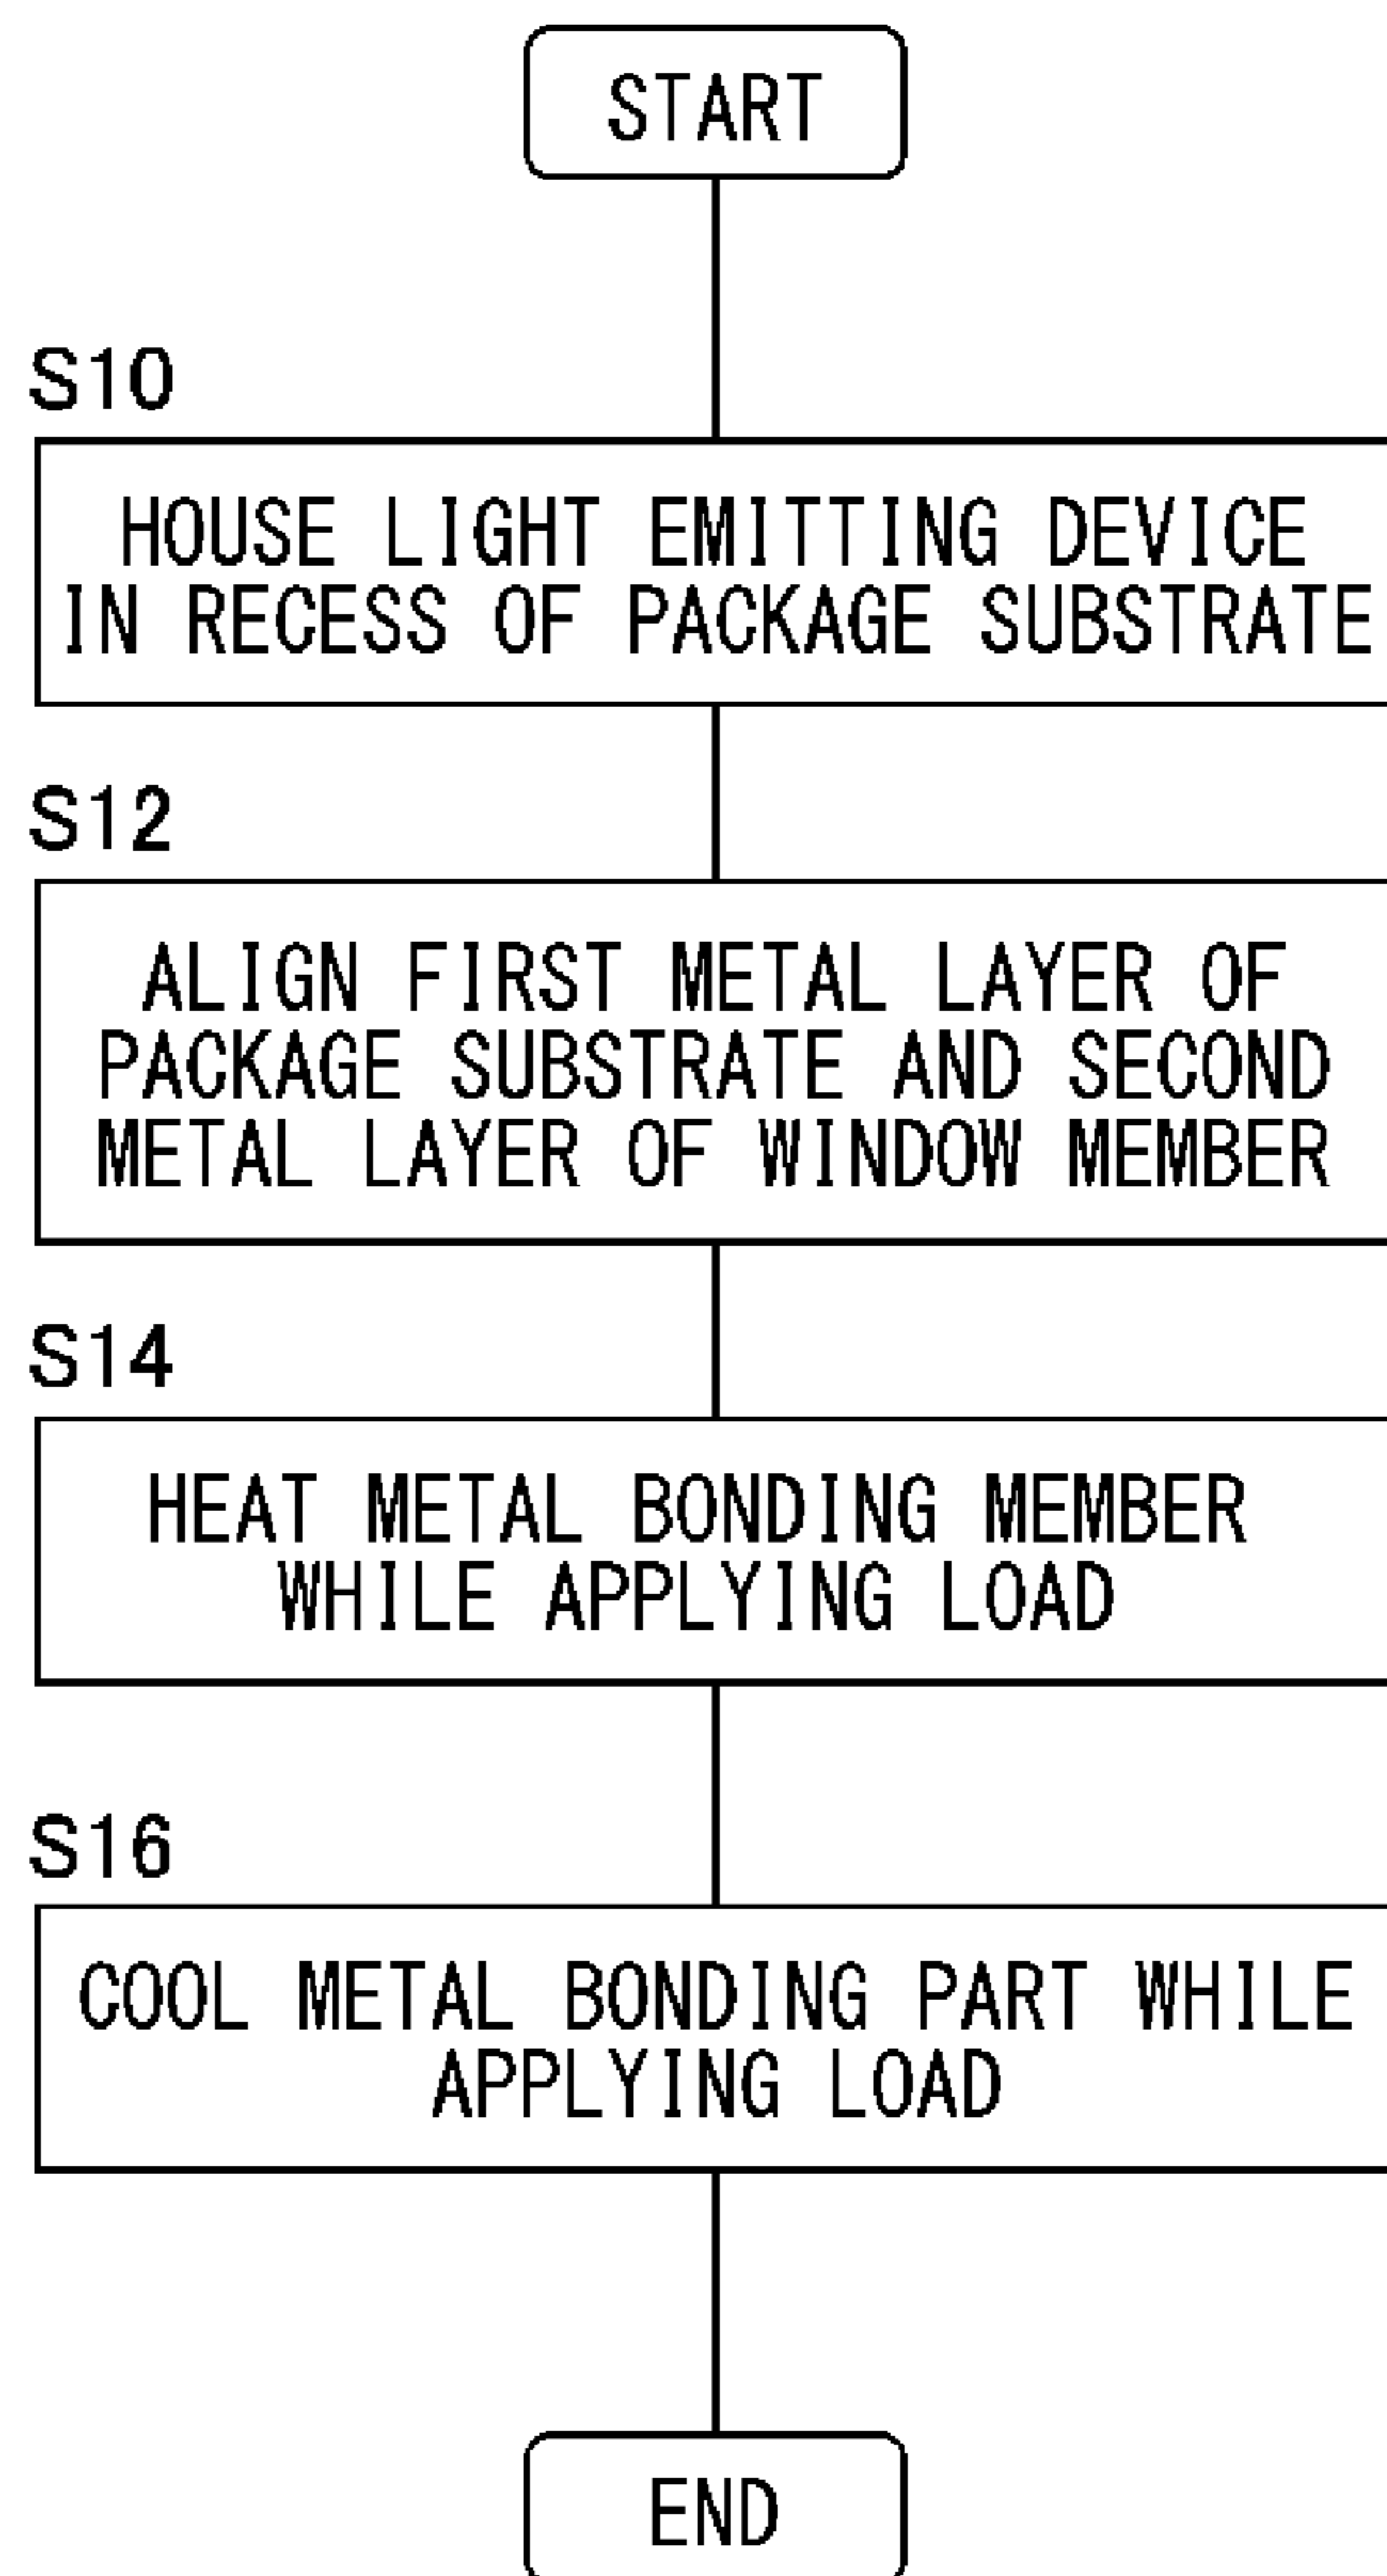 START
S10
HOUSE LIGHT EMITTING DEVICE
IN RECESS OF PACKAGE SUBSTRATE
S12
ALIGN FIRST METAL LAYER OF
PACKAGE SUBSTRATE AND SECOND
METAL LAYER OF WINDOW MEMBER
S14
HEAT METAL BONDING MEMBER
WHILE APPLYING LOAD
S16
COOL METAL BONDING PART WHILE
APPLYING LOAD
END